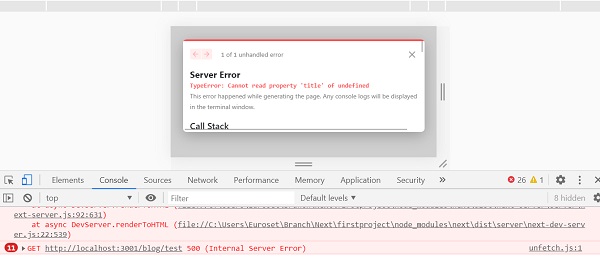 1 of 1 unhandled error
Server Error
TypeError: Cannot read property 'title' of undefined
This error happened while generating the page. Any console logs will be displayed
in the terminal window.
Call Stack
Elements Console Sources Network Performance Memory Application Security » 26 1
top Filter Default levels 8 hidden
ext-server.js:92:631)
at async DevServer.renderToHTML (file://C:\Users\Euroset\Branch\Next\firstproject\node_modules\next\dist\server\next-dev-serv
er.js:22:539)
11 GET http://localhost:3001/blog/test 500 (Internal Server Error) unfetch.js:1